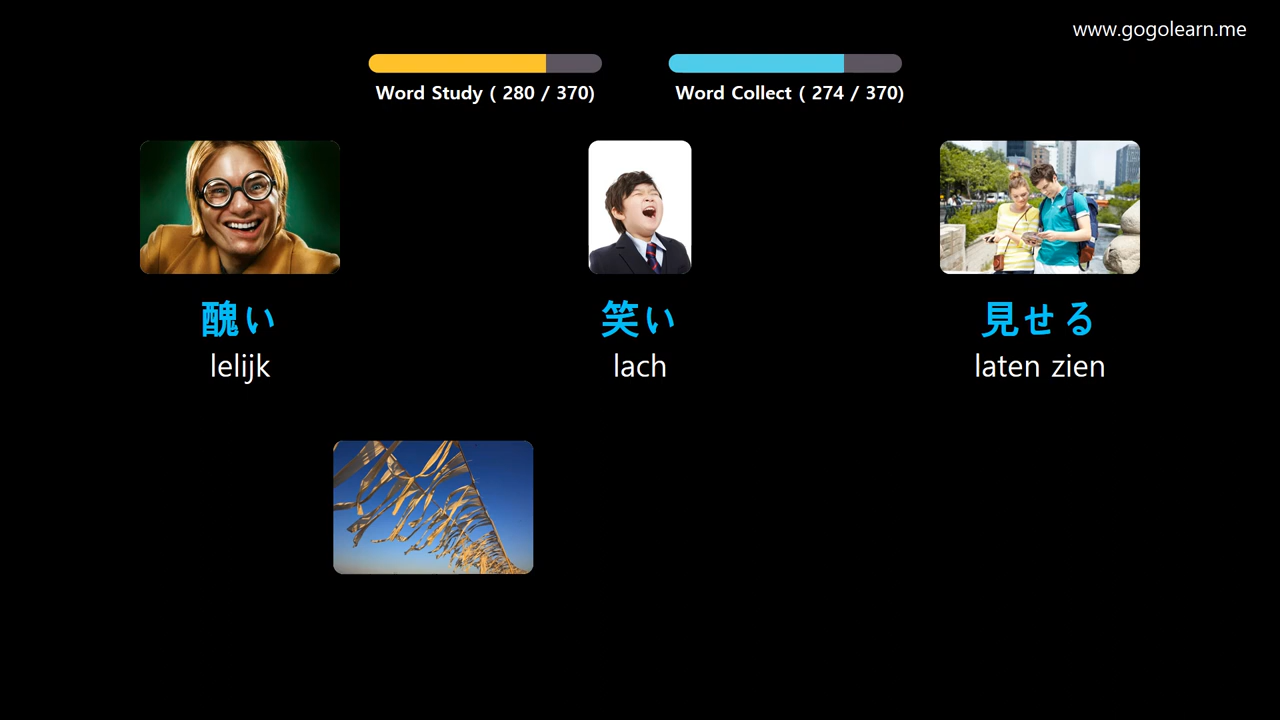 www.gogolearn.me
Word Study ( 280 / 370)
Word Collect ( 274 / 370)
醜い
笑い
見せる
lelijk
lach
laten zien